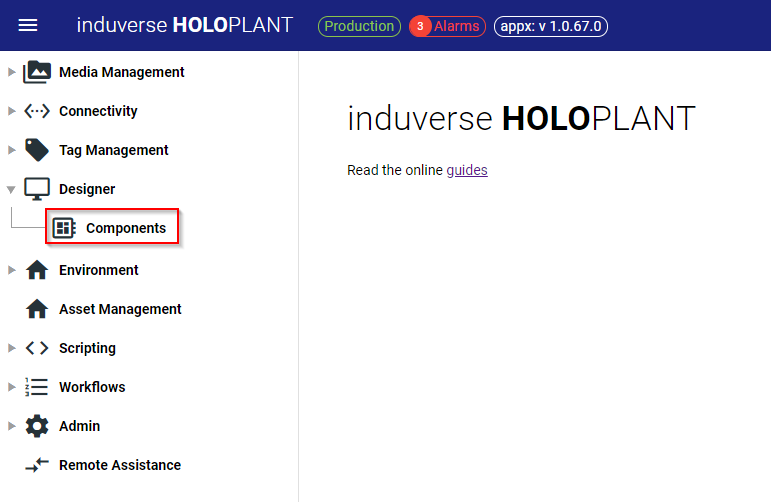 induverse HOLOPLANT Production 3 Alarms appx: v 1.0.67.0
Media Management
Connectivity
Tag Management
Designer
Components
Environment
Asset Management
Scripting
Workflows
Admin
Remote Assistance
induverse HOLOPLANT
Read the online guides